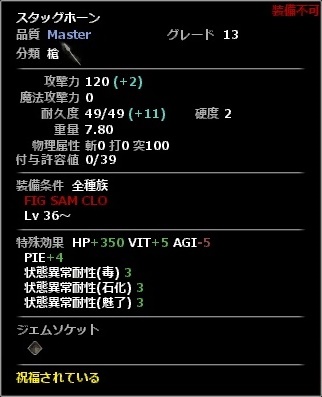 装備不可
スタッグホーン
品質 Master グレード 13
分類 槍
攻撃力 120 (+2)
魔法攻撃力 0
耐久度 49/49 (+11) 硬度 2
重量 7.80
物理属性 斬0 打0 突100
付与許容値 0/39
装備条件 全種族
FIG SAM CLO
Lv 36～
特殊効果 HP+350 VIT+5 AGI-5
PIE+4
状態異常耐性(毒) 3
状態異常耐性(石化) 3
状態異常耐性(魅了) 3
ジェムソケット
祝福されている